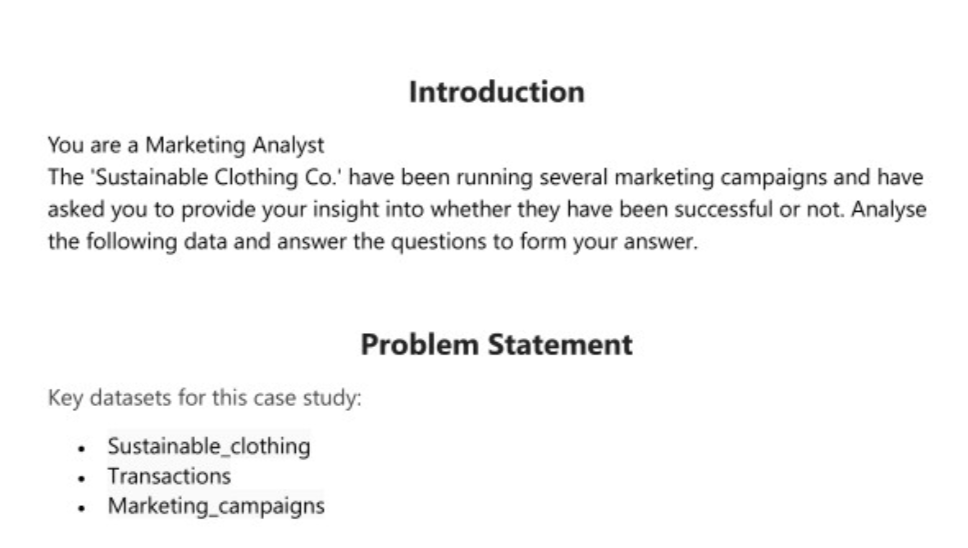 Introduction
You are a Marketing Analyst
The 'Sustainable Clothing Co.' have been running several marketing campaigns and have
asked you to provide your insight into whether they have been successful or not. Analyse
the following data and answer the questions to form your answer.
Problem Statement
Key datasets for this case study:
• Sustainable_clothing
• Transactions
• Marketing_campaigns